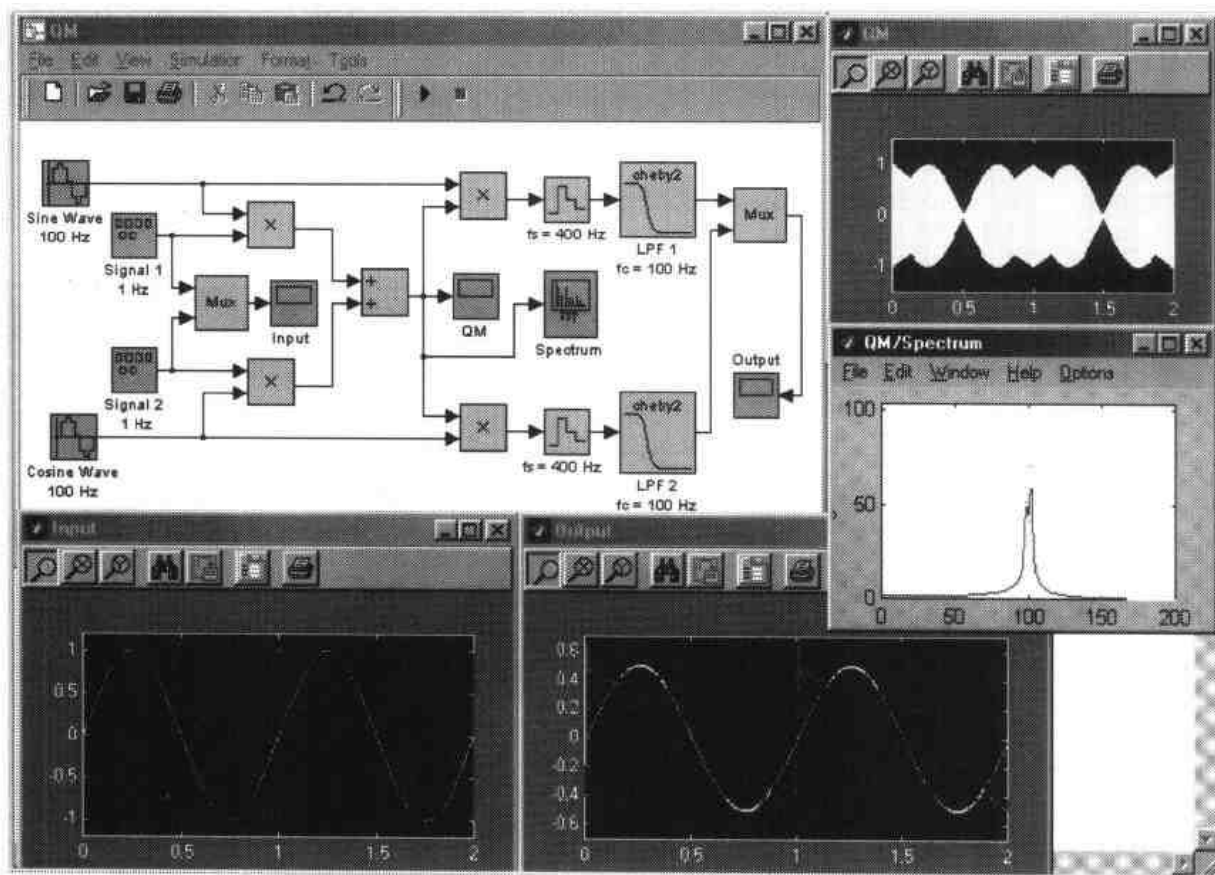 QM
File Edit View Simulation Format Tools
Sine Wave
100 Hz
Signal 1
1 Hz
Signal 2
1 Hz
Cosine Wave
100 Hz
×
×
Mux
Input
+
+
QM
Spectrum
×
×
fs = 400 Hz
fs = 400 Hz
cheby2
LPF 1
fc = 100 Hz
cheby2
LPF 2
fc = 100 Hz
Mux
Output
QM
1
0
1
0 0.5 1 1.5 2
QM/Spectrum
File Edit Window Help Options
100
50
0
0 50 100 150 200
Input
1
0.5
0
-0.5
-1
0 0.5 1 1.5 2
Output
0.6
0.4
0.2
0
-0.2
-0.4
-0.6
0 0.5 1 1.5 2